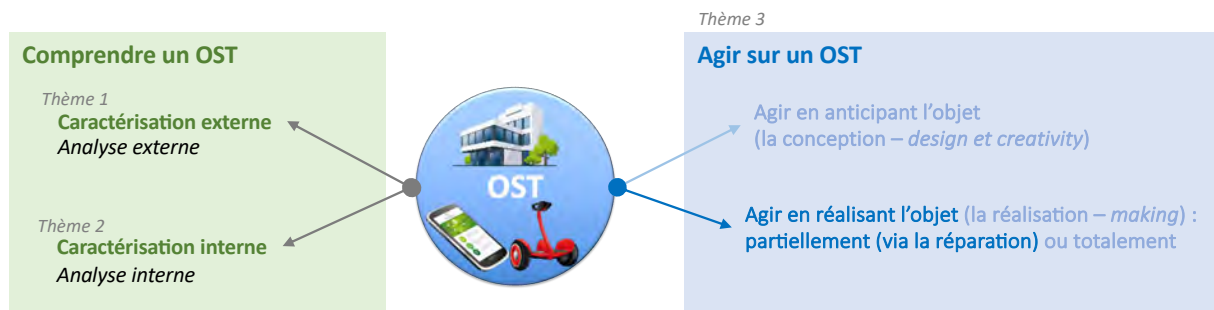 Comprendre un OST
Thème 1
Caractérisation externe
Analyse externe
Thème 2
Caractérisation interne
Analyse interne
OST
Thème 3
Agir sur un OST
Agir en anticipant l’objet
(la conception – design et creativity)
Agir en réalisant l’objet (la réalisation – making) :
partiellement (via la réparation) ou totalement